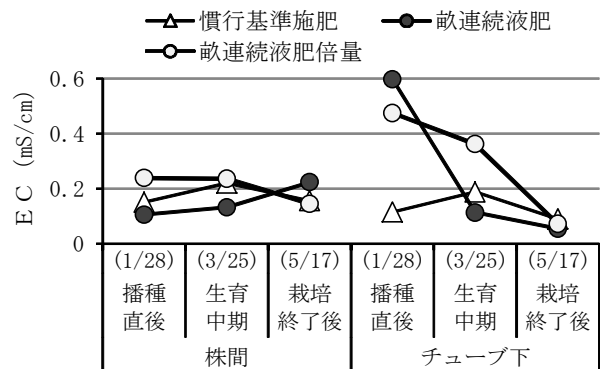 慣行基準施肥 畝連続液肥
畝連続液肥倍量
0.6
0.4
0.2
0
EC (mS/cm)
(1/28) (3/25) (5/17) (1/28) (3/25) (5/17)
播種 生育 栽培 播種 生育 栽培
直後 中期 終了後 直後 中期 終了後
株間 チューブ下